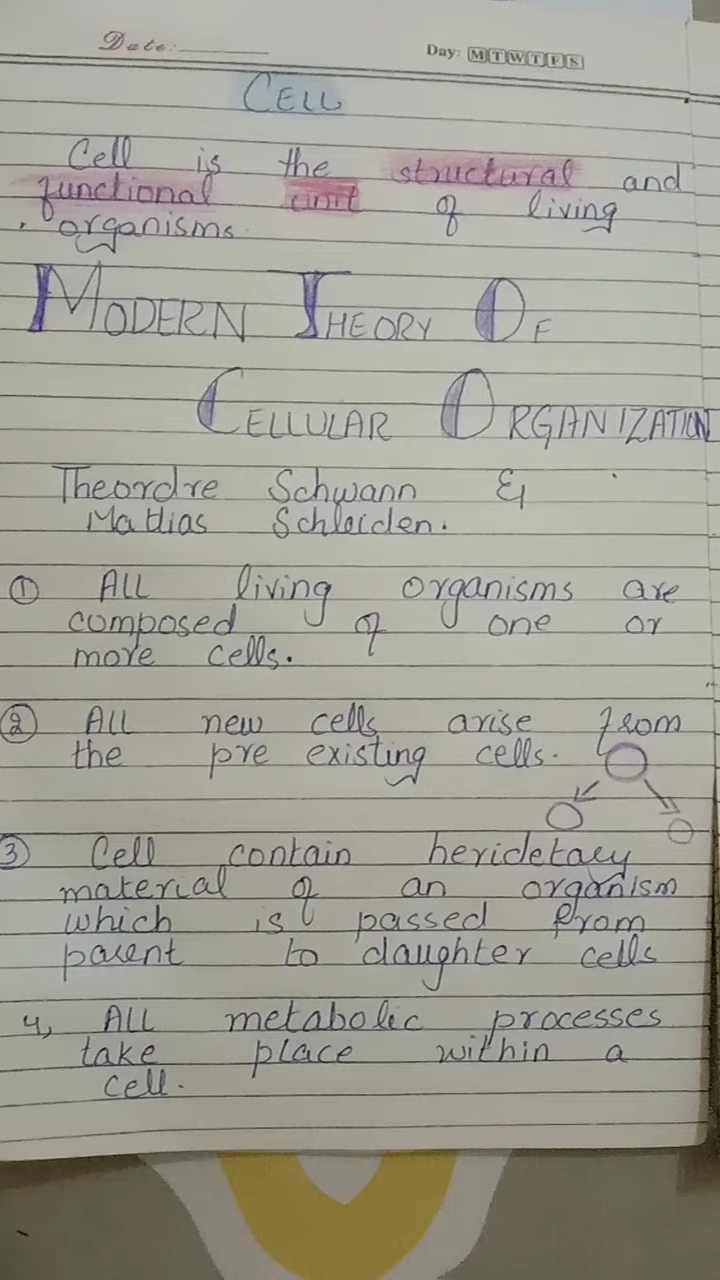 Date:
Day: M T W T F S
CELL
Cell is the structural and
functional unit of living
organisms.
MODERN THEORY OF
CELLULAR ORGANIZATION
Theordre Schwann &
Mattias Schleiden.
① All living organisms are
composed of one or
more cells.
② All new cells arise from
the pre existing cells.
③ Cell contain heridetary
material of an organism
which is passed from
parent to daughter cells
4, All metabolic processes
take place within a
cell.